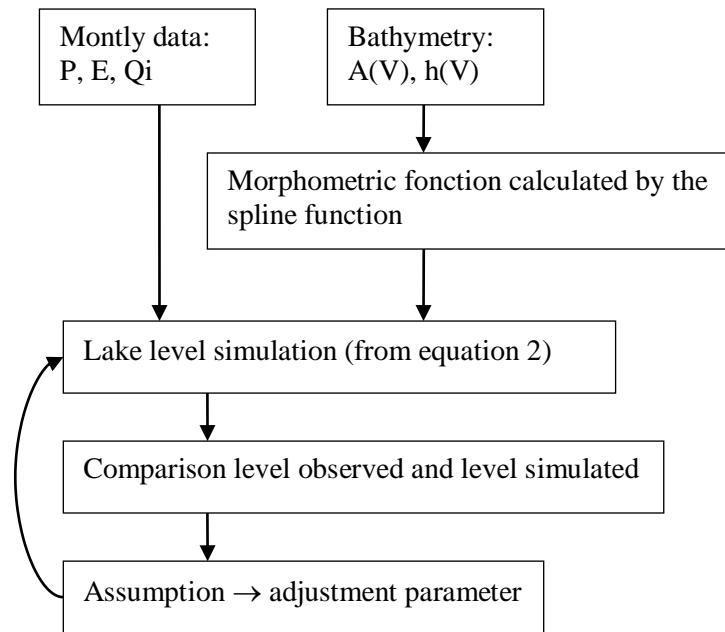 Montly data:
P, E, Qi
Bathymetry:
A(V), h(V)
Morphometric fonction calculated by the
spline function
Lake level simulation (from equation 2)
Comparison level observed and level simulated
Assumption → adjustment parameter